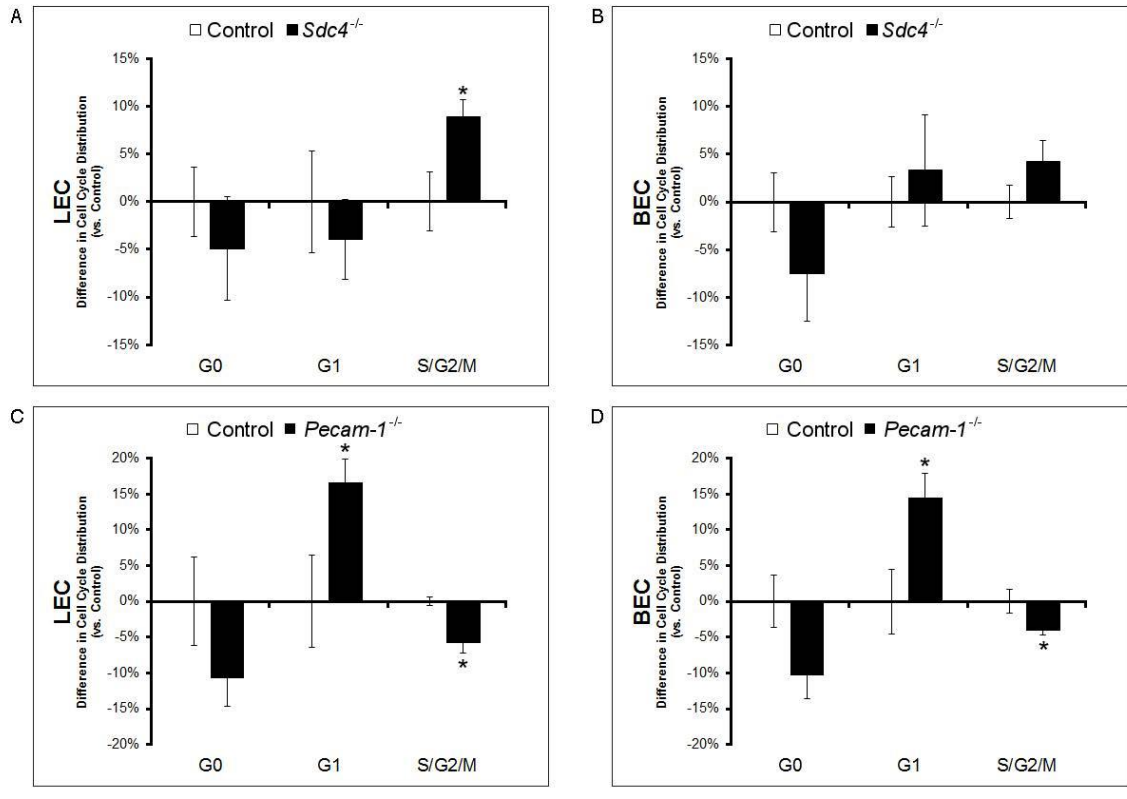 A
□ Control ■ Sdc4-/-
LEC
Difference in Cell Cycle Distribution
(vs. Control)
15%
10%
5%
0%
-5%
-10%
-15%
*
G0 G1 S/G2/M
B
□ Control ■ Sdc4-/-
BEC
Difference in Cell Cycle Distribution
(vs. Control)
15%
10%
5%
0%
-5%
-10%
-15%
G0 G1 S/G2/M
C
□ Control ■ Pecam-1-/-
LEC
Difference in Cell Cycle Distribution
(vs. Control)
20%
15%
10%
5%
0%
-5%
-10%
-15%
-20%
*
*
G0 G1 S/G2/M
D
□ Control ■ Pecam-1-/-
BEC
Difference in Cell Cycle Distribution
(vs. Control)
20%
15%
10%
5%
0%
-5%
-10%
-15%
-20%
*
*
G0 G1 S/G2/M